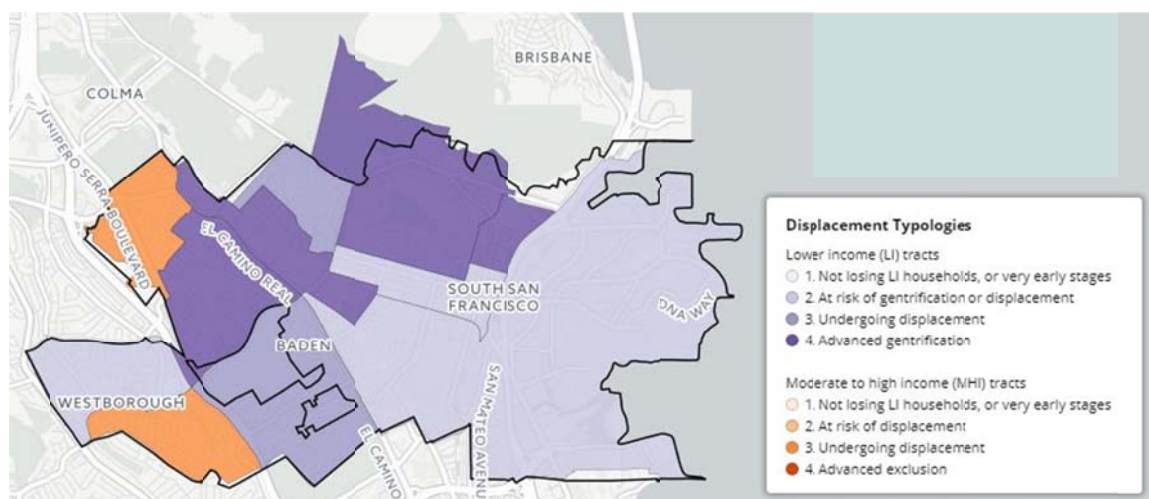 BRISBANE
COLMA
JUNIPERO SERRA BOULEVARD
EL CAMINO REAL
SOUTH SAN
FRANCISCO
DNA WAY
BADEN
WESTBOROUGH
SAN MATEO AVENU
EL CAMINO
Displacement Typologies
Lower income (LI) tracts
1. Not losing LI households, or very early stages
2. At risk of gentrification or displacement
3. Undergoing displacement
4. Advanced gentrification
Moderate to high income (MHI) tracts
1. Not losing LI households, or very early stages
2. At risk of displacement
3. Undergoing displacement
4. Advanced exclusion